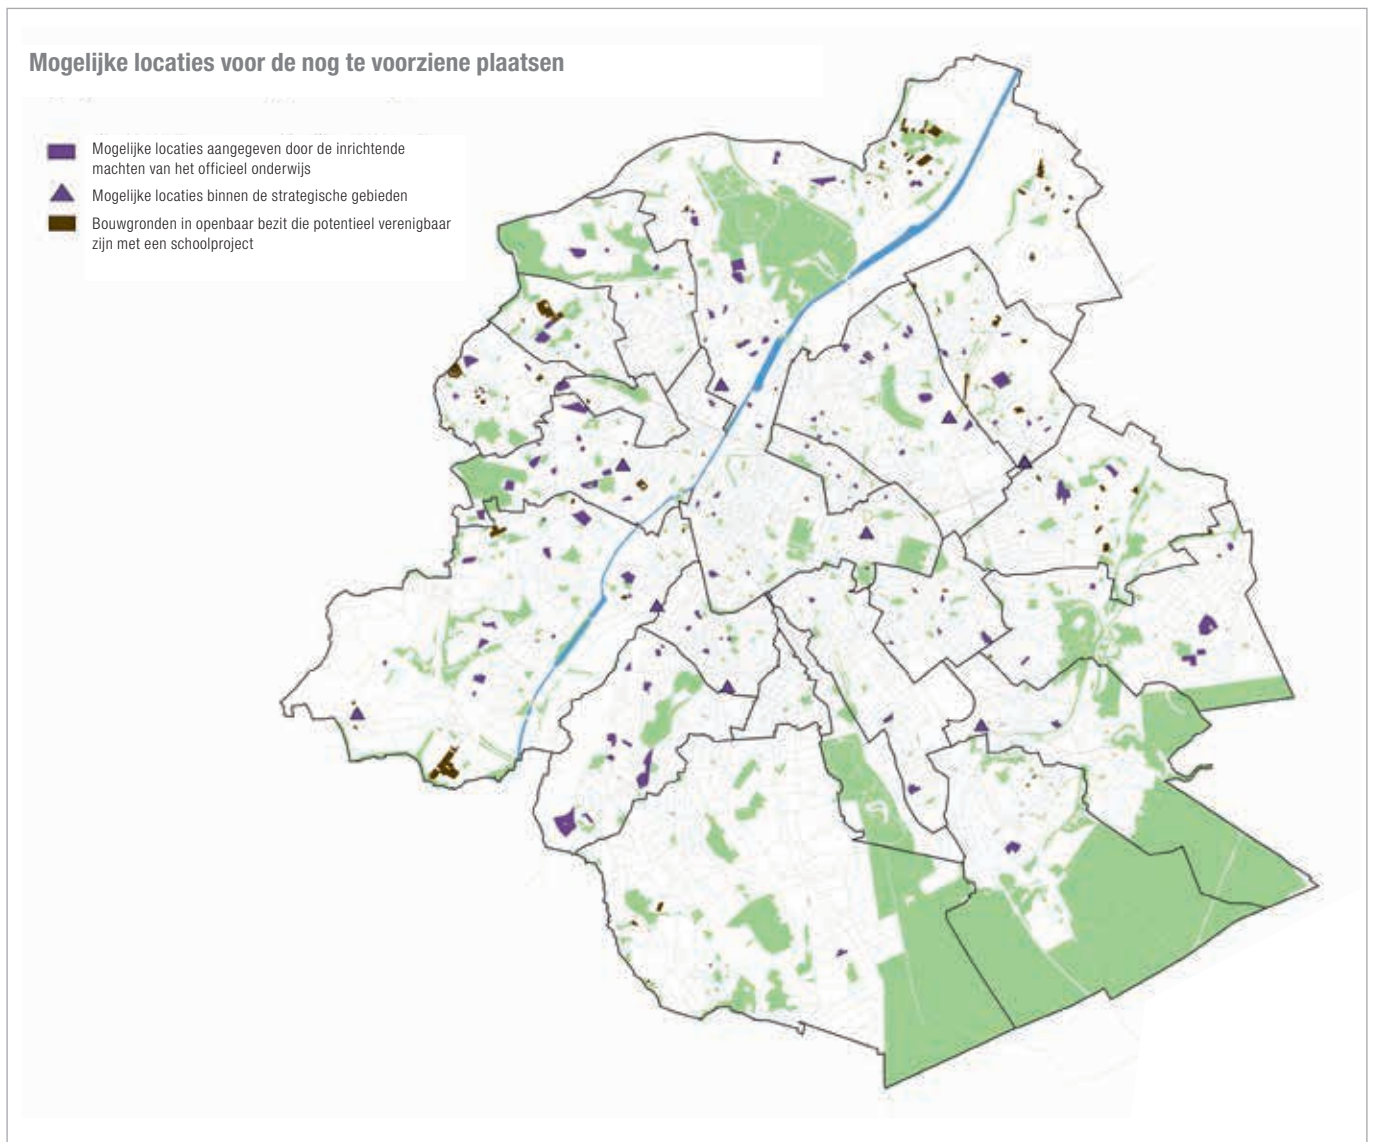 Mogelijke locaties voor de nog te voorziene plaatsen
Mogelijke locaties aangegeven door de inrichtende
machten van het officieel onderwijs
Mogelijke locaties binnen de strategische gebieden
Bouwgronden in openbaar bezit die potentieel verenigbaar
zijn met een schoolproject